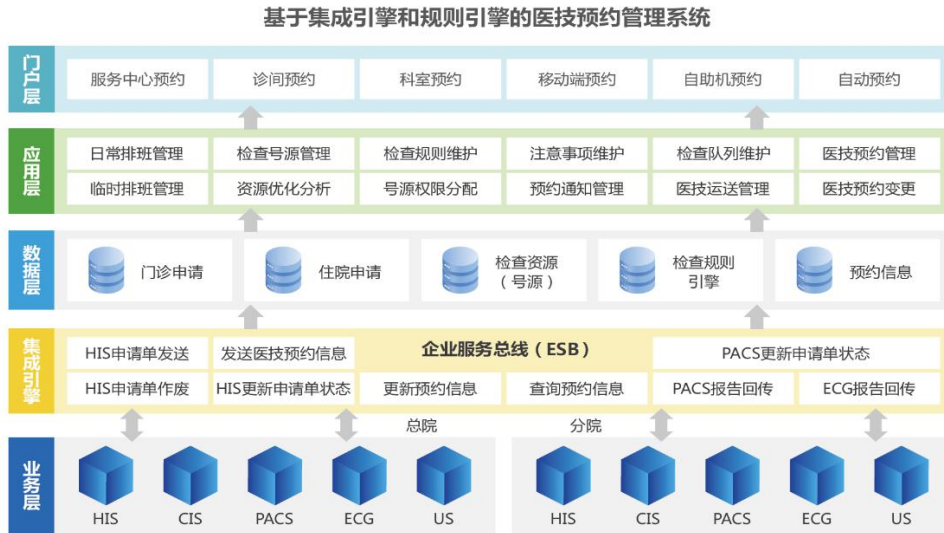 基于集成引擎和规则引擎的医技预约管理系统
门户层
服务中心预约
诊间预约
科室预约
移动端预约
自助机预约
自动预约
应用层
日常排班管理
检查号源管理
检查规则维护
注意事项维护
检查队列维护
医技预约管理
临时排班管理
资源优化分析
号源权限分配
预约通知管理
医技运送管理
医技预约变更
数据层
门诊申请
住院申请
检查资源
（号源）
检查规则
引擎
预约信息
集成引擎
HIS申请单发送
发送医技预约信息
企业服务总线（ESB）
PACS更新申请单状态
HIS申请单作废
HIS更新申请单状态
更新预约信息
查询预约信息
PACS报告回传
ECG报告回传
总院
分院
业务层
HIS
CIS
PACS
ECG
US
HIS
CIS
PACS
ECG
US